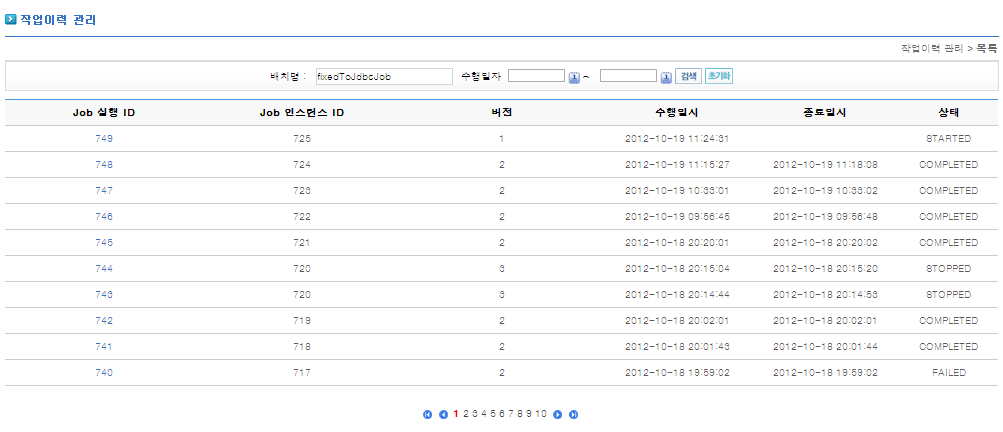 작업이력 관리
작업이력 관리 > 목록
배치명 : fixedToJdbcJob 수행일자 ~ 검색 초기화
Job 실행 ID Job 인스턴스 ID 버전 수행일시 종료일시 상태
749 725 1 2012-10-19 11:24:31 STARTED
748 724 2 2012-10-19 11:15:27 2012-10-19 11:18:08 COMPLETED
747 723 2 2012-10-19 10:33:01 2012-10-19 10:33:02 COMPLETED
746 722 2 2012-10-19 09:56:45 2012-10-19 09:56:48 COMPLETED
745 721 2 2012-10-18 20:20:01 2012-10-18 20:20:02 COMPLETED
744 720 3 2012-10-18 20:15:04 2012-10-18 20:15:20 STOPPED
743 720 3 2012-10-18 20:14:44 2012-10-18 20:14:53 STOPPED
742 719 2 2012-10-18 20:02:01 2012-10-18 20:02:01 COMPLETED
741 718 2 2012-10-18 20:01:43 2012-10-18 20:01:44 COMPLETED
740 717 2 2012-10-18 19:59:02 2012-10-18 19:59:02 FAILED
1 2 3 4 5 6 7 8 9 10